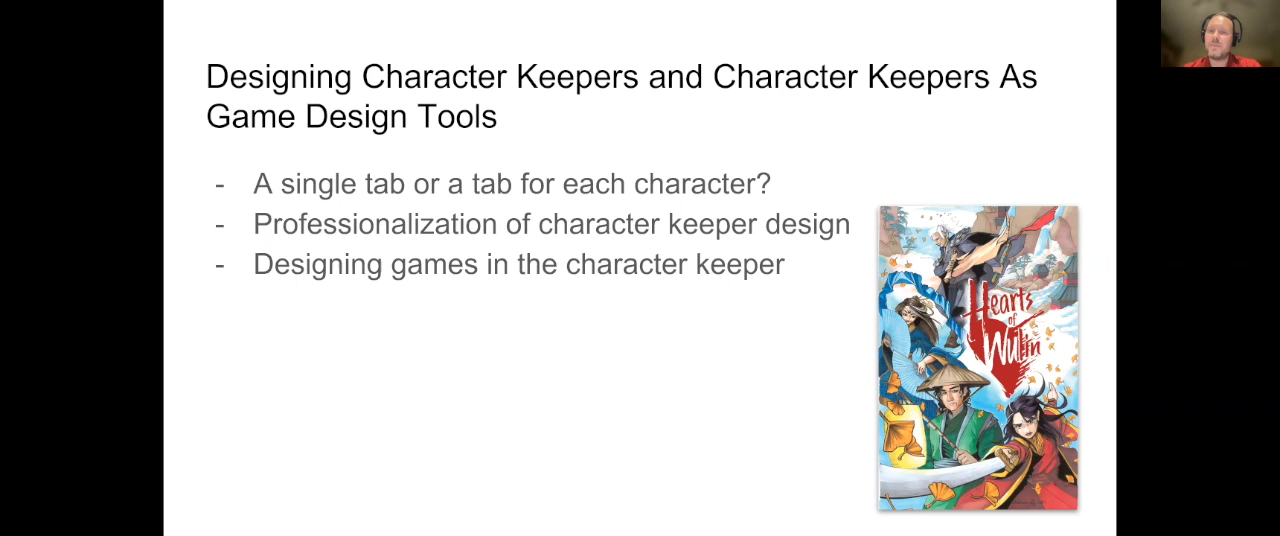 Designing Character Keepers and Character Keepers As
Game Design Tools
- A single tab or a tab for each character?
- Professionalization of character keeper design
- Designing games in the character keeper
Hearts
of
Wulin